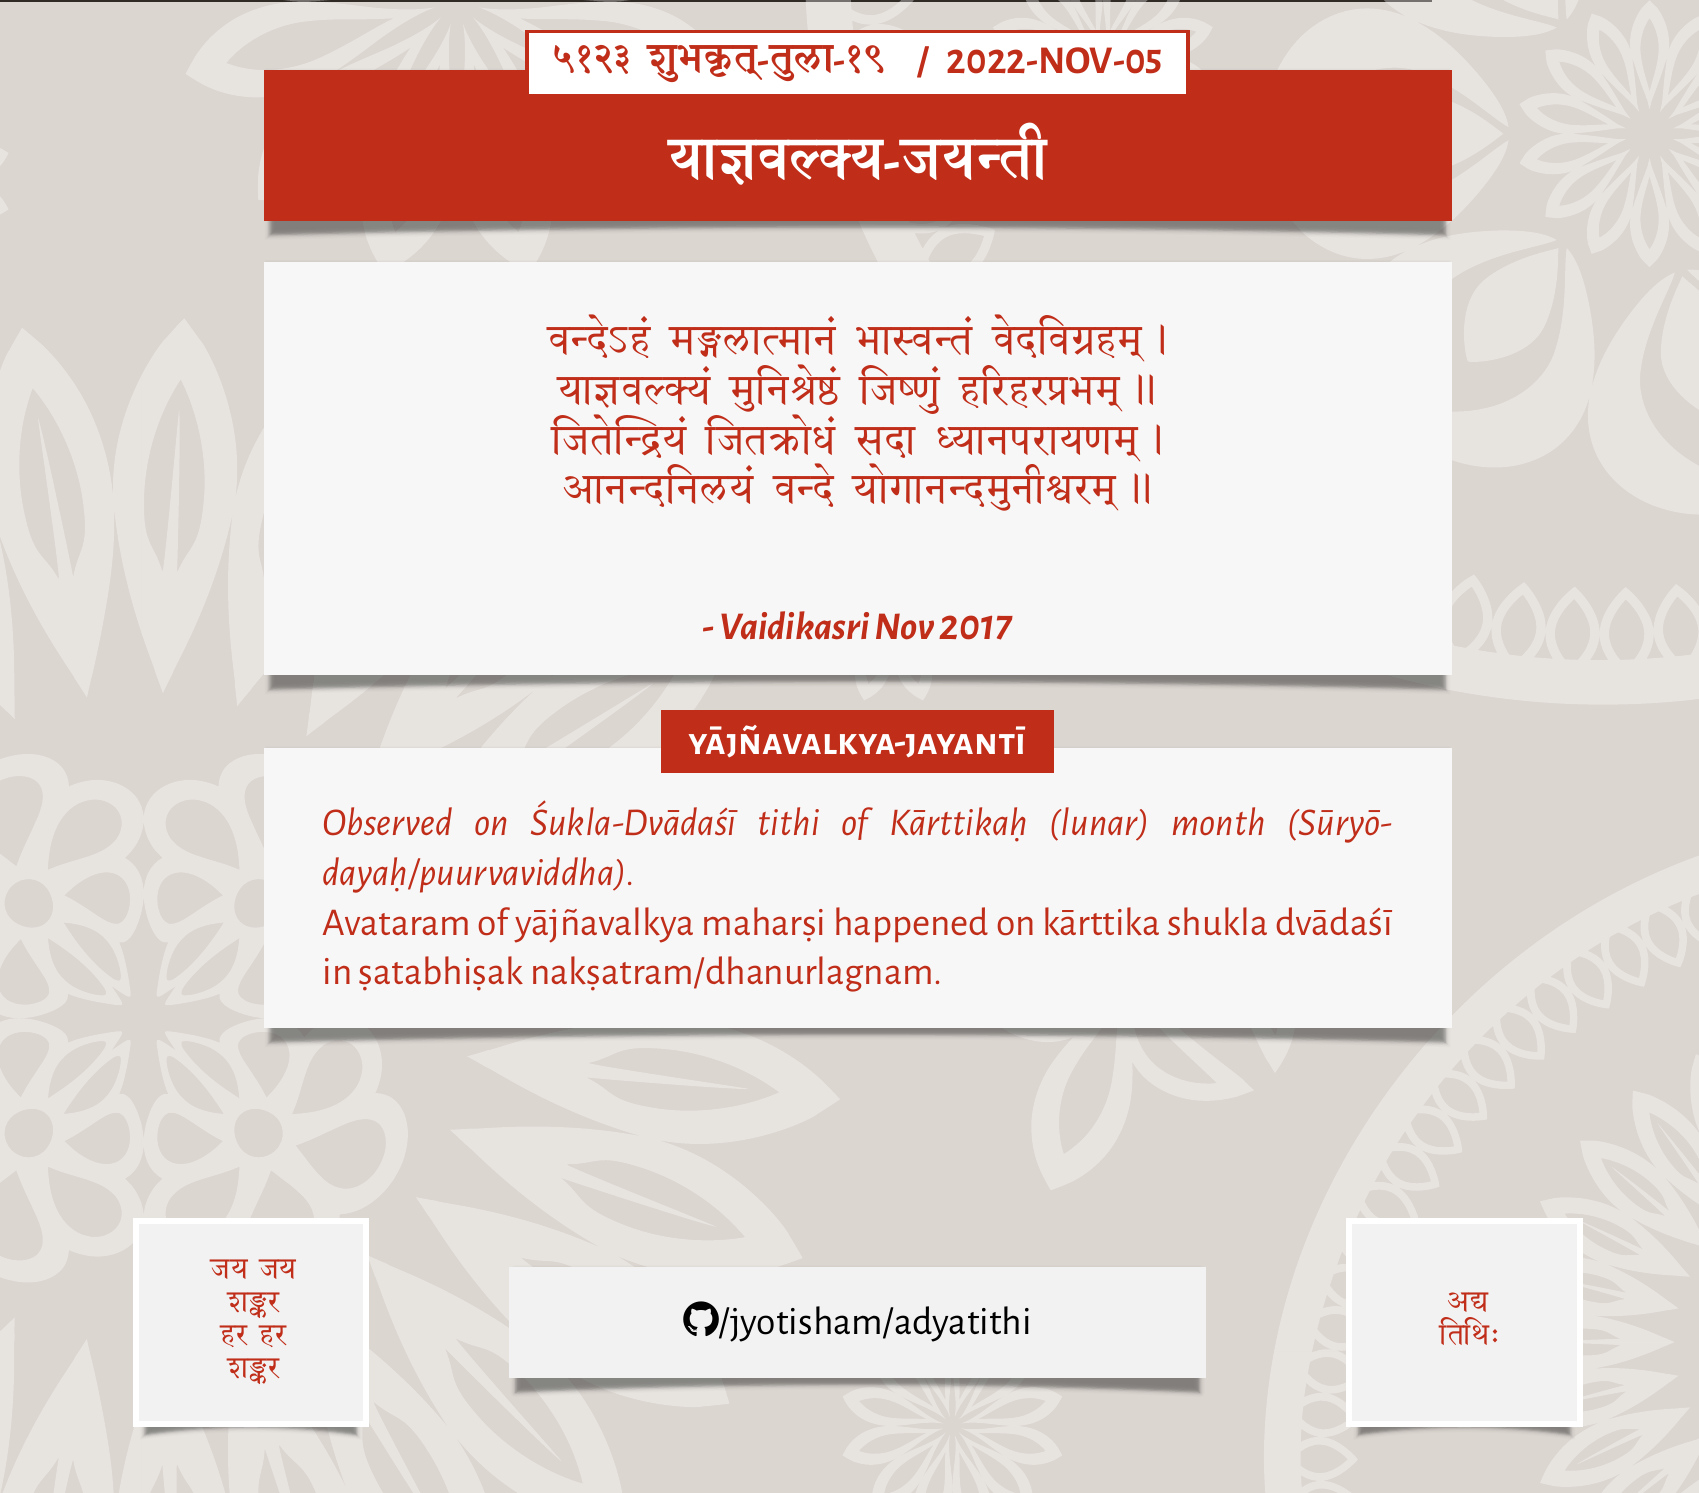 ५१२३ शुभकृत्-तुला-१९ / 2022-NOV-05
याज्ञवल्क्य-जयन्ती
वन्देऽहं मङ्गलात्मानं भास्वन्तं वेदविग्रहम् ।
याज्ञवल्क्यं मुनिश्रेष्ठं जिष्णुं हरिहरप्रभम् ॥
जितेन्द्रियं जितक्रोधं सदा ध्यानपरायणम् ।
आनन्दनिलयं वन्दे योगानन्दमुनीश्वरम् ॥
- Vaidikasri Nov 2017
YĀJÑAVALKYA-JAYANTĪ
Observed on Śukla-Dvādaśī tithi of Kārttikaḥ (lunar) month (Sūryō-
dayaḥ/puurvaviddha).
Avataram of yājñavalkya maharṣi happened on kārttika shukla dvādaśī
in ṣatabhiṣak nakṣatram/dhanurlagnam.
जय जय
शङ्कर
हर हर
शङ्कर
/jyotisham/adyatithi
अद्य
तिथिः